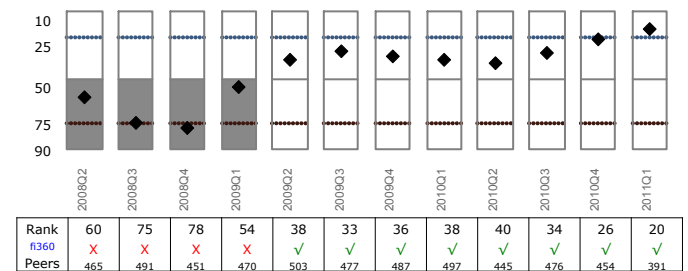 10
25
50
75
90
2008Q2 2008Q3 2008Q4 2009Q1 2009Q2 2009Q3 2009Q4 2010Q1 2010Q2 2010Q3 2010Q4 2011Q1
Rank 60 75 78 54 38 33 36 38 40 34 26 20
fi360 X X X X √ √ √ √ √ √ √ √
Peers 465 491 451 470 503 477 487 497 445 476 454 391